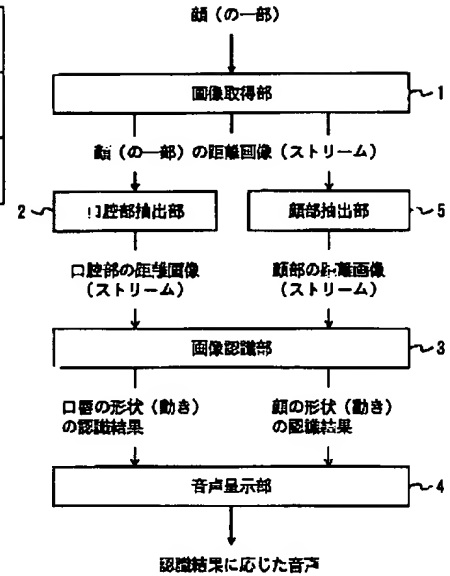 顔（の一部）
画像取得部
1
顔（の一部）の距離画像（ストリーム）
2
口腔部抽出部
顔部抽出部
5
口腔部の距離画像
（ストリーム）
顔部の距離画像
（ストリーム）
画像認識部
3
口唇の形状（動き）
の認識結果
顔の形状（動き）
の認識結果
音声呈示部
4
認識結果に応じた音声